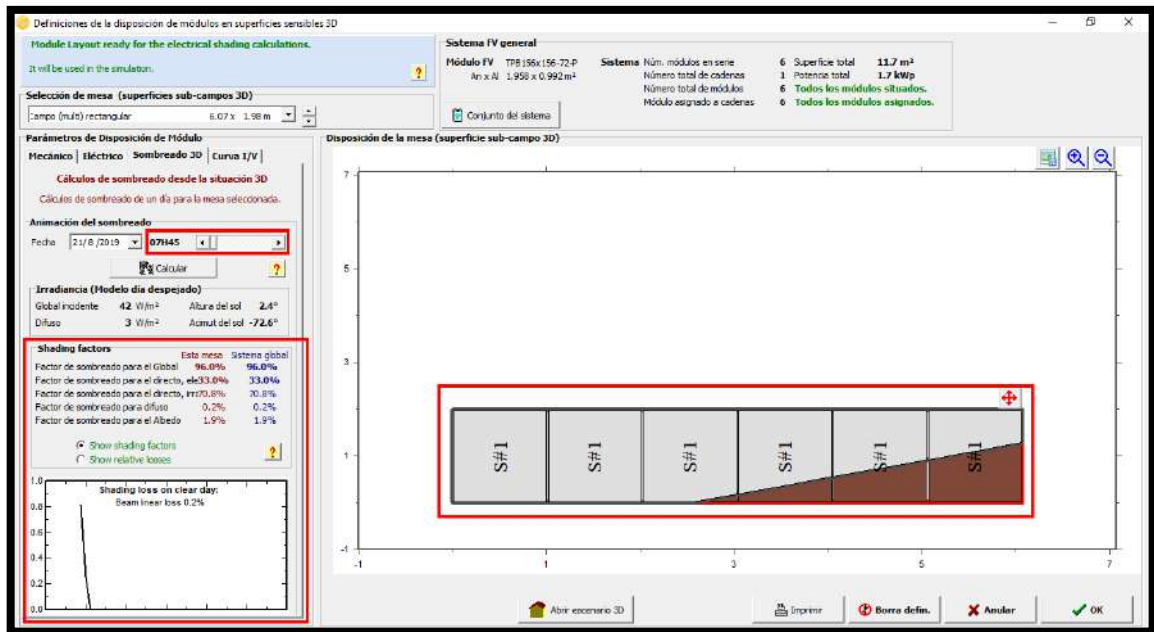 Definiciones de la disposición de módulos en superficies sensibles 3D
Module Layout ready for the electrical shading calculations.
It will be used in the simulation.
?
Selección de mesa (superficies sub-campos 3D)
Campo (multi) rectangular 6.07 x 1.98 m
Sistema FV general
Módulo FV TP8156x156-72-P
An x Al 1.958 x 0.992 m²
Conjunto del sistema
Sistema Núm. módulos en serie 6
Número total de cadenas 1
Número total de módulos 6
Módulo asignado a cadenas 6
Superficie total 11.7 m²
Potencia total 1.7 kWp
Todos los módulos situados.
Todos los módulos asignados.
Parámetros de Disposición de Módulo
Mecánico Eléctrico Sombreado 3D Curva I/V
Cálculos de sombreado desde la situación 3D
Cálculos de sombreado de un día para la mesa seleccionada.
Animación del sombreado
Fecha 21/8/2019 07H45
Calcular
?
Irradiancia (Modelo día despejado)
Global incidente 42 W/m² Altura del sol 2.4°
Difuso 3 W/m² Acimut del sol -72.6°
Shading factors
Esta mesa Sistema global
Factor de sombreado para el Global 96.0% 96.0%
Factor de sombreado para el directo, ele 33.0% 33.0%
Factor de sombreado para el directo, irr 70.8% 70.8%
Factor de sombreado para difuso 0.2% 0.2%
Factor de sombreado para el Albedo 1.9% 1.9%
Show shading factors
Show relative losses
?
Shading loss on clear day:
Beam linear loss 0.2%
1.0
0.8
0.6
0.4
0.2
0.0
Disposición de la mesa (superficie sub-campo 3D)
7
5
3
1
-1
S#1 S#1 S#1 S#1 S#1 S#1
-1 1 3 5 7
Abrir escenario 3D
Imprimir
Borra defin.
Anular
OK